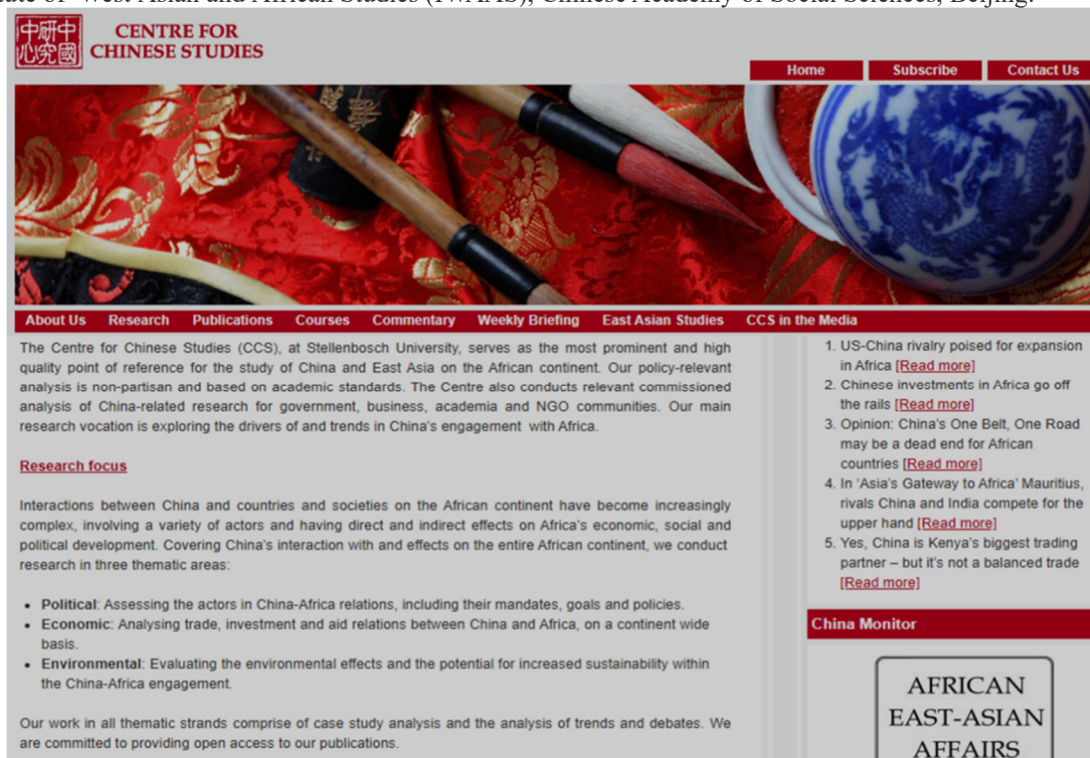 of West Asian and African Studies (IWAAS), Chinese Academy of Social Sciences, Beijing.
中國
研究
中心
CENTRE FOR
CHINESE STUDIES
Home Subscribe Contact Us
About Us Research Publications Courses Commentary Weekly Briefing East Asian Studies CCS in the Media
The Centre for Chinese Studies (CCS), at Stellenbosch University, serves as the most prominent and high
quality point of reference for the study of China and East Asia on the African continent. Our policy-relevant
analysis is non-partisan and based on academic standards. The Centre also conducts relevant commissioned
analysis of China-related research for government, business, academia and NGO communities. Our main
research vocation is exploring the drivers of and trends in China's engagement with Africa.
Research focus
Interactions between China and countries and societies on the African continent have become increasingly
complex, involving a variety of actors and having direct and indirect effects on Africa's economic, social and
political development. Covering China's interaction with and effects on the entire African continent, we conduct
research in three thematic areas:
• Political: Assessing the actors in China-Africa relations, including their mandates, goals and policies.
• Economic: Analysing trade, investment and aid relations between China and Africa, on a continent wide
basis.
• Environmental: Evaluating the environmental effects and the potential for increased sustainability within
the China-Africa engagement.
Our work in all thematic strands comprise of case study analysis and the analysis of trends and debates. We
are committed to providing open access to our publications.
1. US-China rivalry poised for expansion
in Africa [Read more]
2. Chinese investments in Africa go off
the rails [Read more]
3. Opinion: China's One Belt, One Road
may be a dead end for African
countries [Read more]
4. In 'Asia's Gateway to Africa' Mauritius,
rivals China and India compete for the
upper hand [Read more]
5. Yes, China is Kenya's biggest trading
partner – but it's not a balanced trade
[Read more]
China Monitor
AFRICAN
EAST-ASIAN
AFFAIRS